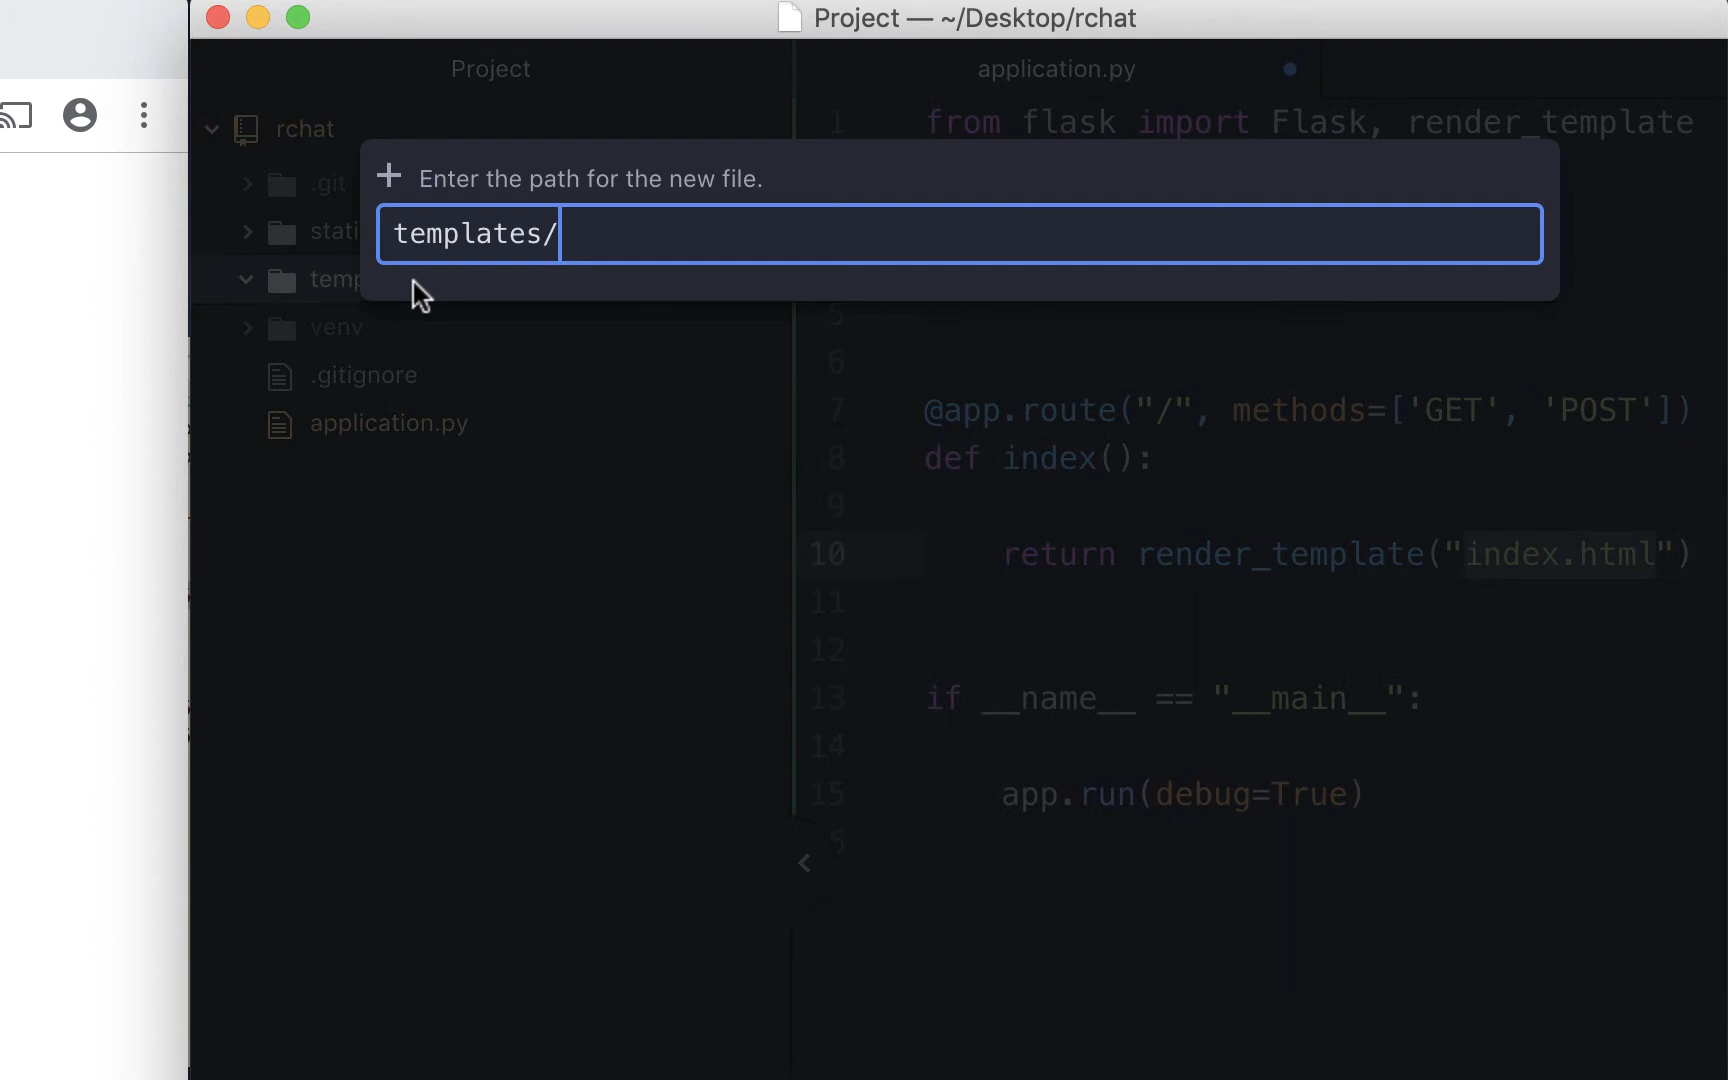 Project — ~/Desktop/rchat
Project
application.py
rchat
.git
stati
temp
venv
.gitignore
application.py
Enter the path for the new file.
templates/
1 from flask import Flask, render_template
5
6
7 @app.route("/", methods=['GET', 'POST'])
8 def index():
9
10 return render_template("index.html")
11
12
13 if __name__ == "__main__":
14
15 app.run(debug=True)